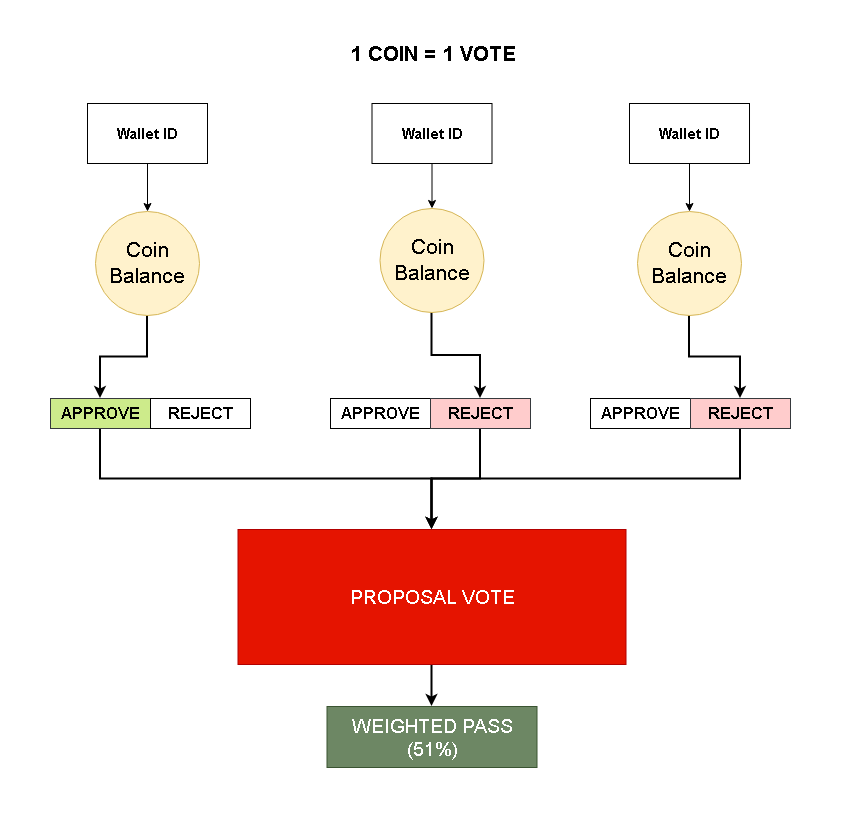 1 COIN = 1 VOTE
Wallet ID
Wallet ID
Wallet ID
Coin
Balance
Coin
Balance
Coin
Balance
APPROVE
REJECT
APPROVE
REJECT
APPROVE
REJECT
PROPOSAL VOTE
WEIGHTED PASS
(51%)